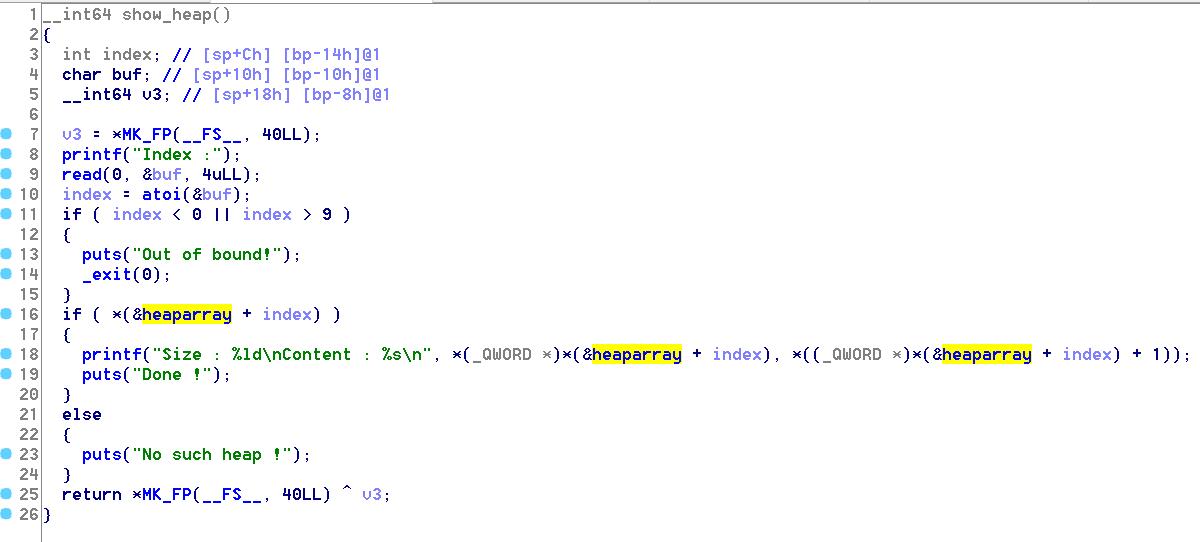 1 __int64 show_heap()
2 {
3 int index; // [sp+Ch] [bp-14h]@1
4 char buf; // [sp+10h] [bp-10h]@1
5 __int64 v3; // [sp+18h] [bp-8h]@1
6
7 v3 = *MK_FP(__FS__, 40LL);
8 printf("Index :");
9 read(0, &buf, 4uLL);
10 index = atoi(&buf);
11 if ( index < 0 || index > 9 )
12 {
13 puts("Out of bound!");
14 _exit(0);
15 }
16 if ( *(&heaparray + index) )
17 {
18 printf("Size : %ld\nContent : %s\n", *(_QWORD *)*(&heaparray + index), *((_QWORD *)*(&heaparray + index) + 1));
19 puts("Done !");
20 }
21 else
22 {
23 puts("No such heap !");
24 }
25 return *MK_FP(__FS__, 40LL) ^ v3;
26 }